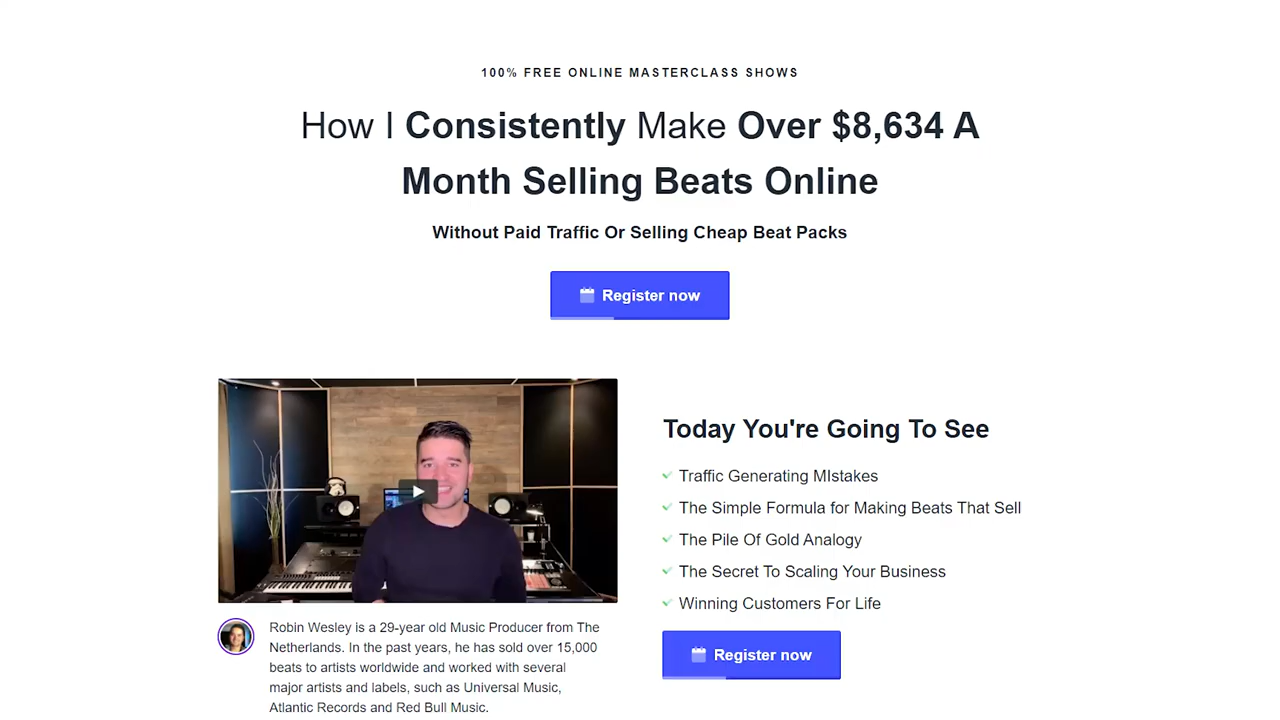 100% FREE ONLINE MASTERCLASS SHOWS
How I Consistently Make Over $8,634 A
Month Selling Beats Online
Without Paid Traffic Or Selling Cheap Beat Packs
Register now
Today You're Going To See
Traffic Generating MIstakes
The Simple Formula for Making Beats That Sell
The Pile Of Gold Analogy
The Secret To Scaling Your Business
Winning Customers For Life
Register now
Robin Wesley is a 29-year old Music Producer from The
Netherlands. In the past years, he has sold over 15,000
beats to artists worldwide and worked with several
major artists and labels, such as Universal Music,
Atlantic Records and Red Bull Music.